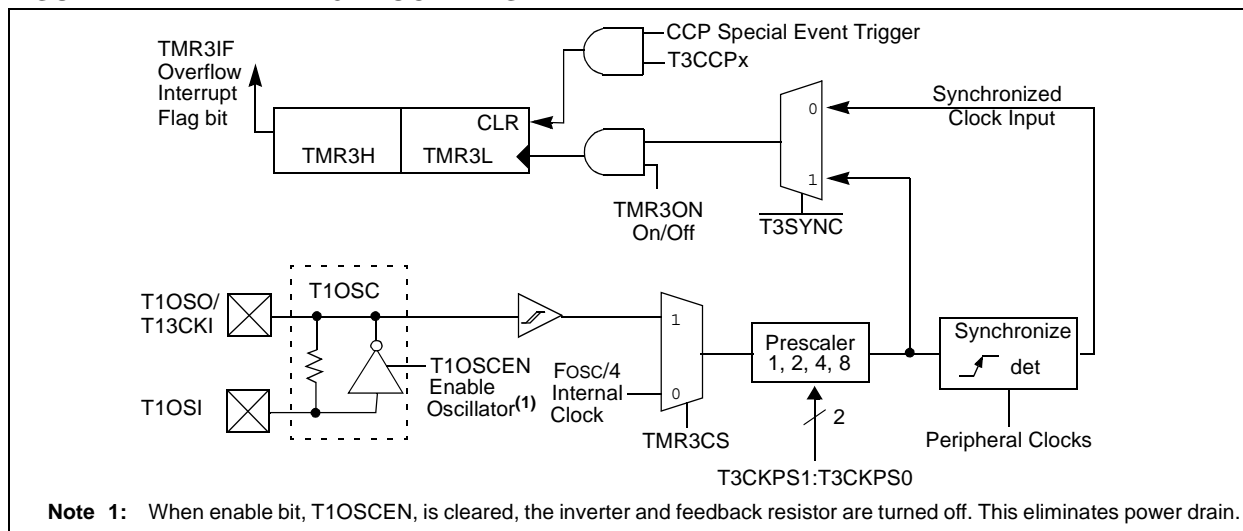 TMR3IF
Overflow
Interrupt
Flag bit
TMR3H
TMR3L
CLR
CCP Special Event Trigger
T3CCPx
TMR3ON
On/Off
0
1
T3SYNC
Synchronized
Clock Input
T1OSO/
T13CKI
T1OSI
T1OSC
T1OSCEN
Enable
Oscillator(1)
FOSC/4
Internal
Clock
1
0
TMR3CS
Prescaler
1, 2, 4, 8
2
T3CKPS1:T3CKPS0
Synchronize
det
Peripheral Clocks
Note 1: When enable bit, T1OSCEN, is cleared, the inverter and feedback resistor are turned off. This eliminates power drain.